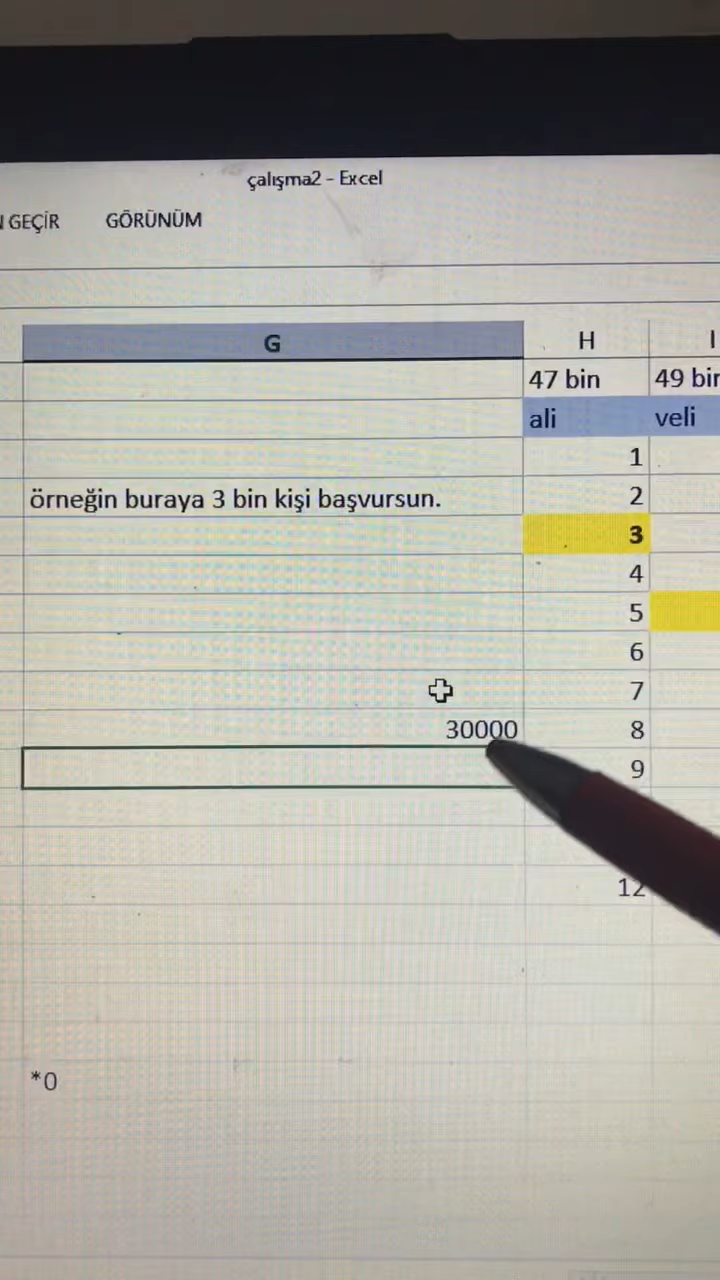 çalışma2 - Excel
GEÇİR GÖRÜNÜM
G H I
47 bin 49 bin
ali veli
1
örneğin buraya 3 bin kişi başvursun. 2
3
4
5
6
7
30000 8
9
12
*0